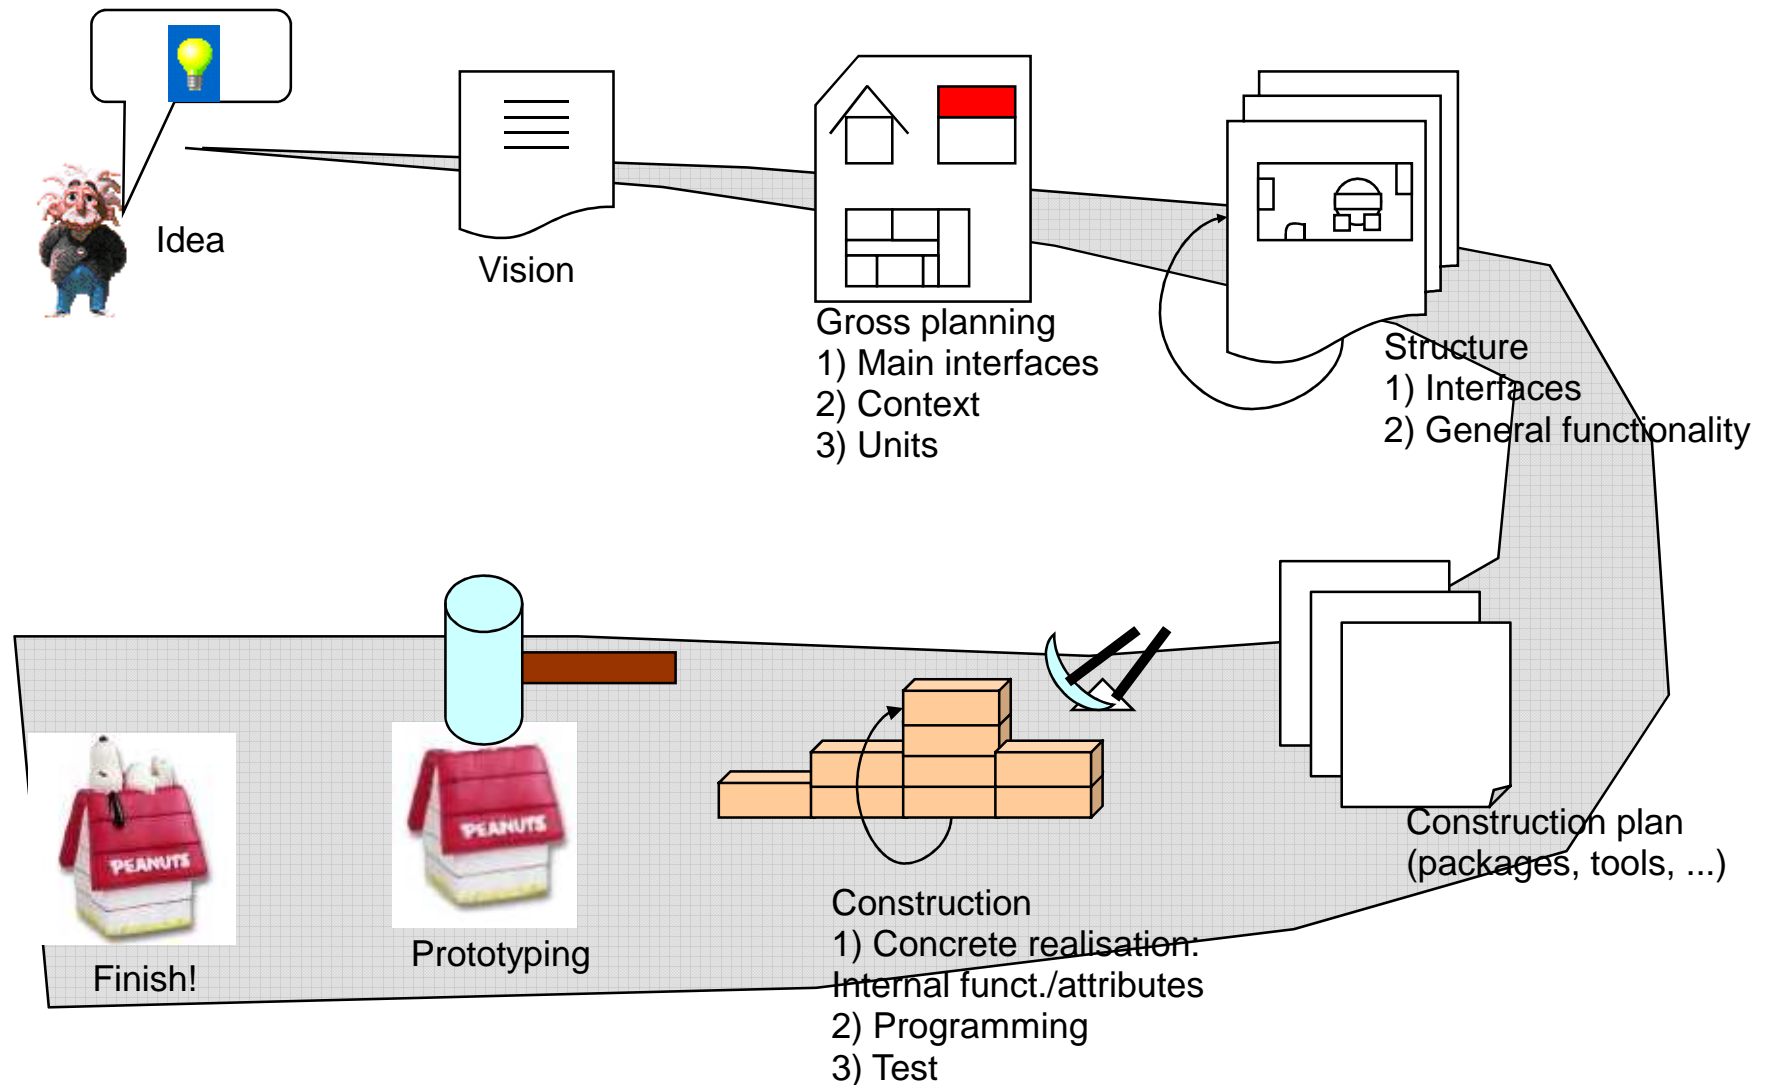 Idea
Vision
Gross planning
1) Main interfaces
2) Context
3) Units
Structure
1) Interfaces
2) General functionality
Construction plan
(packages, tools, ...)
Construction
1) Concrete realisation:
Internal funct./attributes
2) Programming
3) Test
PEANUTS
Prototyping
PEANUTS
Finish!